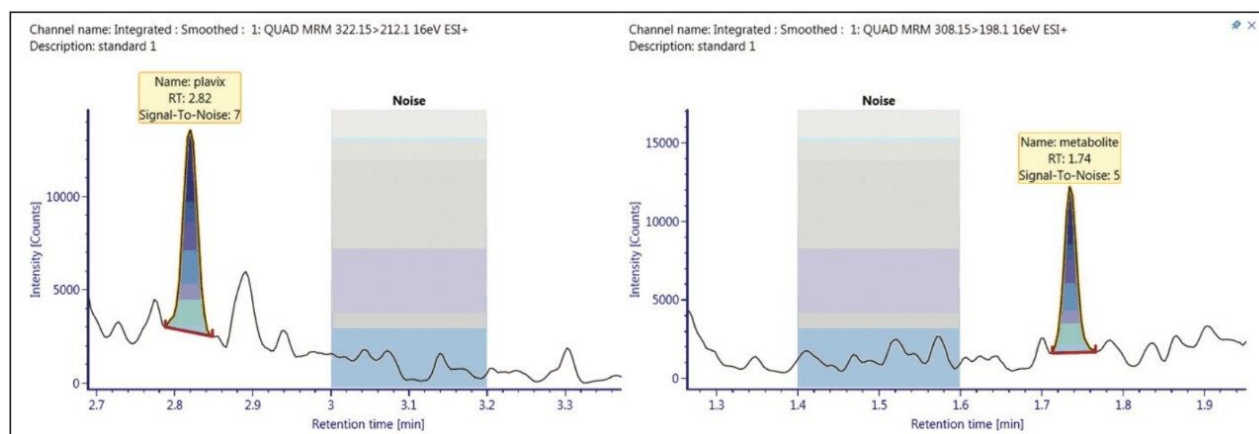 Channel name: Integrated : Smoothed : 1: QUAD MRM 322.15>212.1 16eV ESI+
Description: standard 1
Name: plavix
RT: 2.82
Signal-To-Noise: 7
Noise
10000
5000
0
Intensity [Counts]
2.7 2.8 2.9 3 3.1 3.2 3.3
Retention time [min]
Channel name: Integrated : Smoothed : 1: QUAD MRM 308.15>198.1 16eV ESI+
Description: standard 1
Noise
Name: metabolite
RT: 1.74
Signal-To-Noise: 5
15000
10000
5000
0
Intensity [Counts]
1.3 1.4 1.5 1.6 1.7 1.8 1.9
Retention time [min]